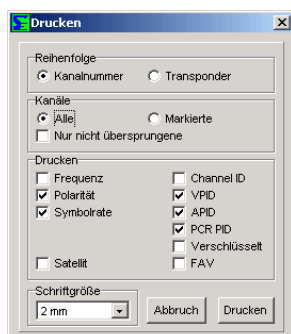 Drucken
Reihenfolge
Kanalnummer Transponder
Kanäle
Alle Markierte
Nur nicht übersprungene
Drucken
Frequenz Channel ID
Polarität VPID
Symbolrate APID
PCR PID
Verschlüsselt
Satellit FAV
Schriftgröße
2 mm Abbruch Drucken